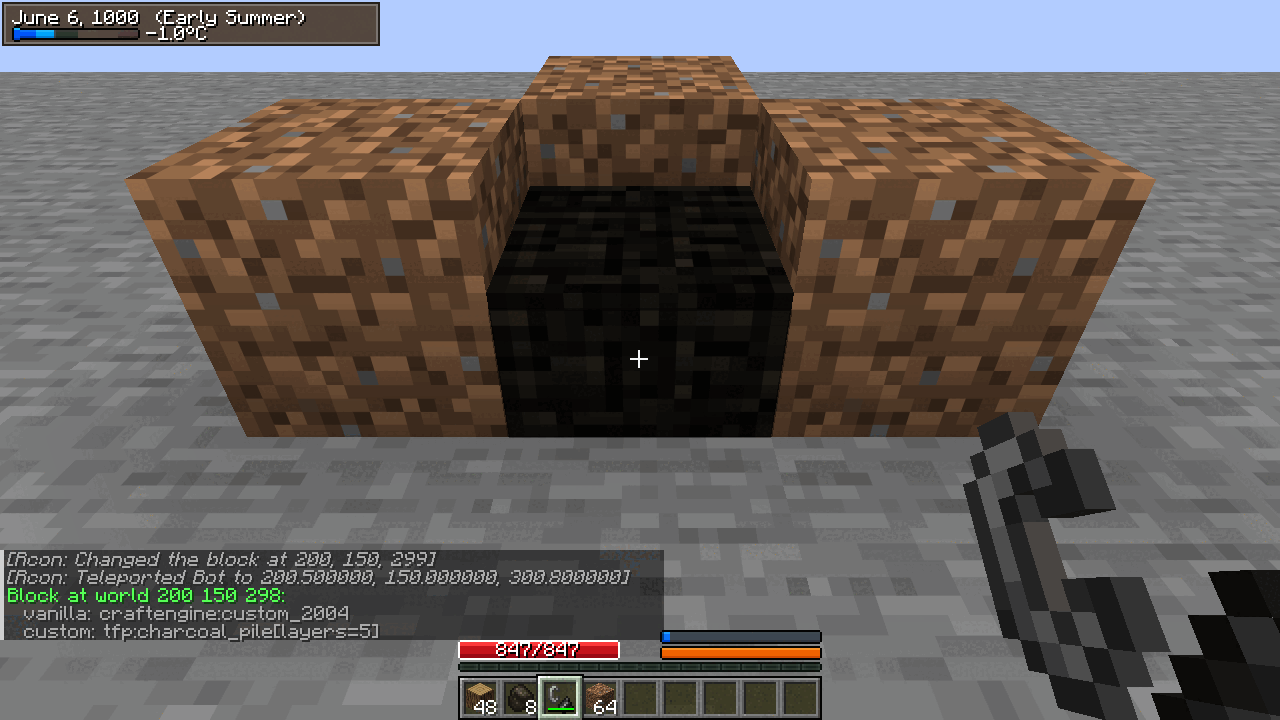 June 6, 1000 (Early Summer)
-1.0°C
[Rcon: Changed the block at 200, 150, 299]
[Rcon: Teleported Bot to 200.500000, 150.000000, 300.800000]
Block at world 200 150 298:
vanilla: craftengine:custom_2004
custom: tfp:charcoal_pile[layers=5]
847/847
48 8 64